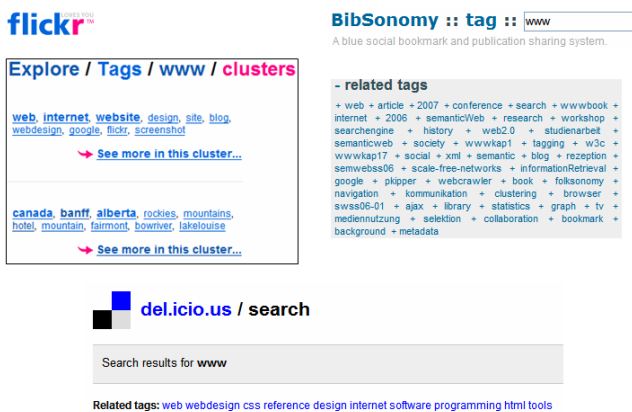 flickr LOVES YOU ™
Explore / Tags / www / clusters
web, internet, website, design, site, blog,
webdesign, google, flickr, screenshot
See more in this cluster...
canada, banff, alberta, rockies, mountains,
hotel, mountain, fairmont, bowriver, lakelouise
See more in this cluster...
BibSonomy :: tag :: www
A blue social bookmark and publication sharing system.
- related tags
+ web + article + 2007 + conference + search + wwwbook +
internet + 2006 + semanticWeb + research + workshop +
searchengine + history + web2.0 + studienarbeit +
semanticweb + society + wwwkap1 + tagging + w3c +
wwwkap17 + social + xml + semantic + blog + rezeption +
semwebss06 + scale-free-networks + informationRetrieval +
google + pkipper + webcrawler + book + folksonomy +
navigation + kommunikation + clustering + browser +
swss06-01 + ajax + library + statistics + graph + tv +
mediennutzung + selektion + collaboration + bookmark +
background + metadata
del.icio.us / search
Search results for www
Related tags: web webdesign css reference design internet software programming html tools